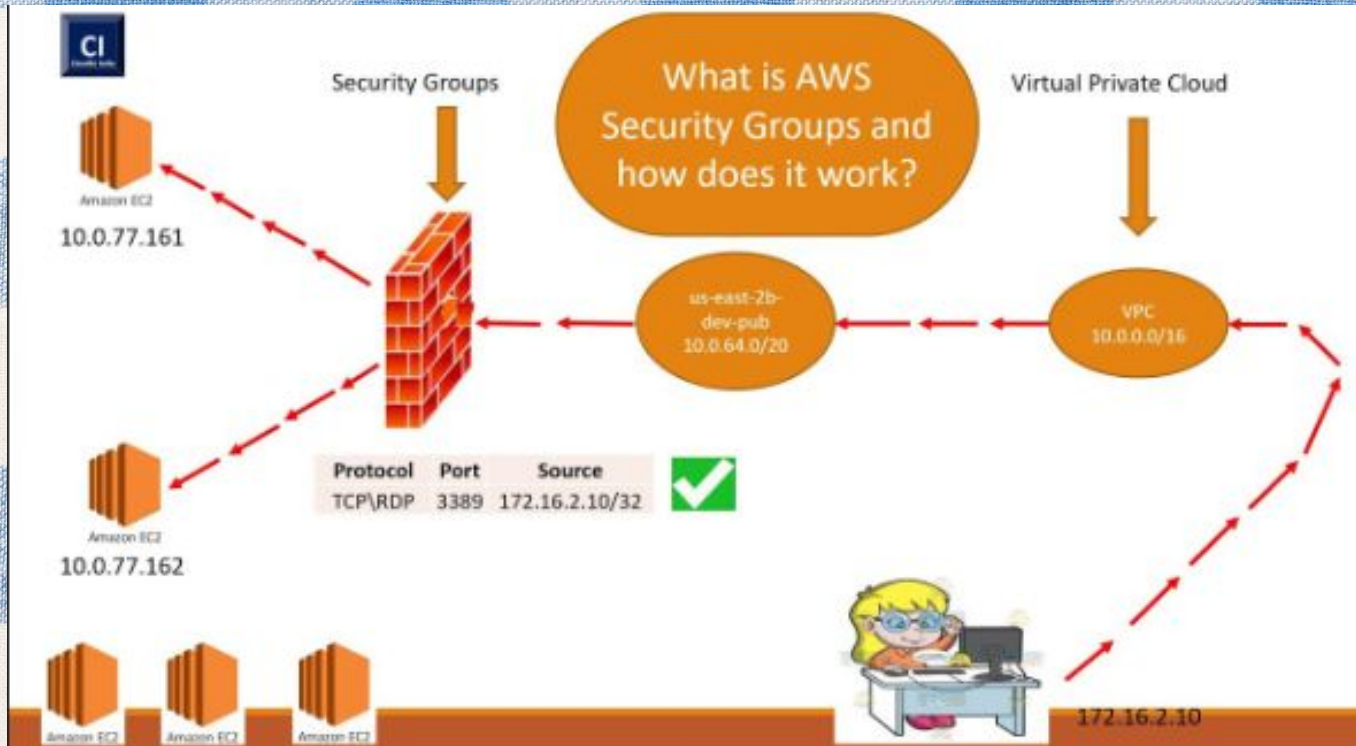 CI
Security Groups
What is AWS
Security Groups and
how does it work?
Virtual Private Cloud
Amazon EC2
10.0.77.161
us-east-2b-
dev-pub
10.0.64.0/20
VPC
10.0.0.0/16
Protocol Port Source
TCP\RDP 3389 172.16.2.10/32
Amazon EC2
10.0.77.162
Amazon EC2
Amazon EC2
Amazon EC2
172.16.2.10